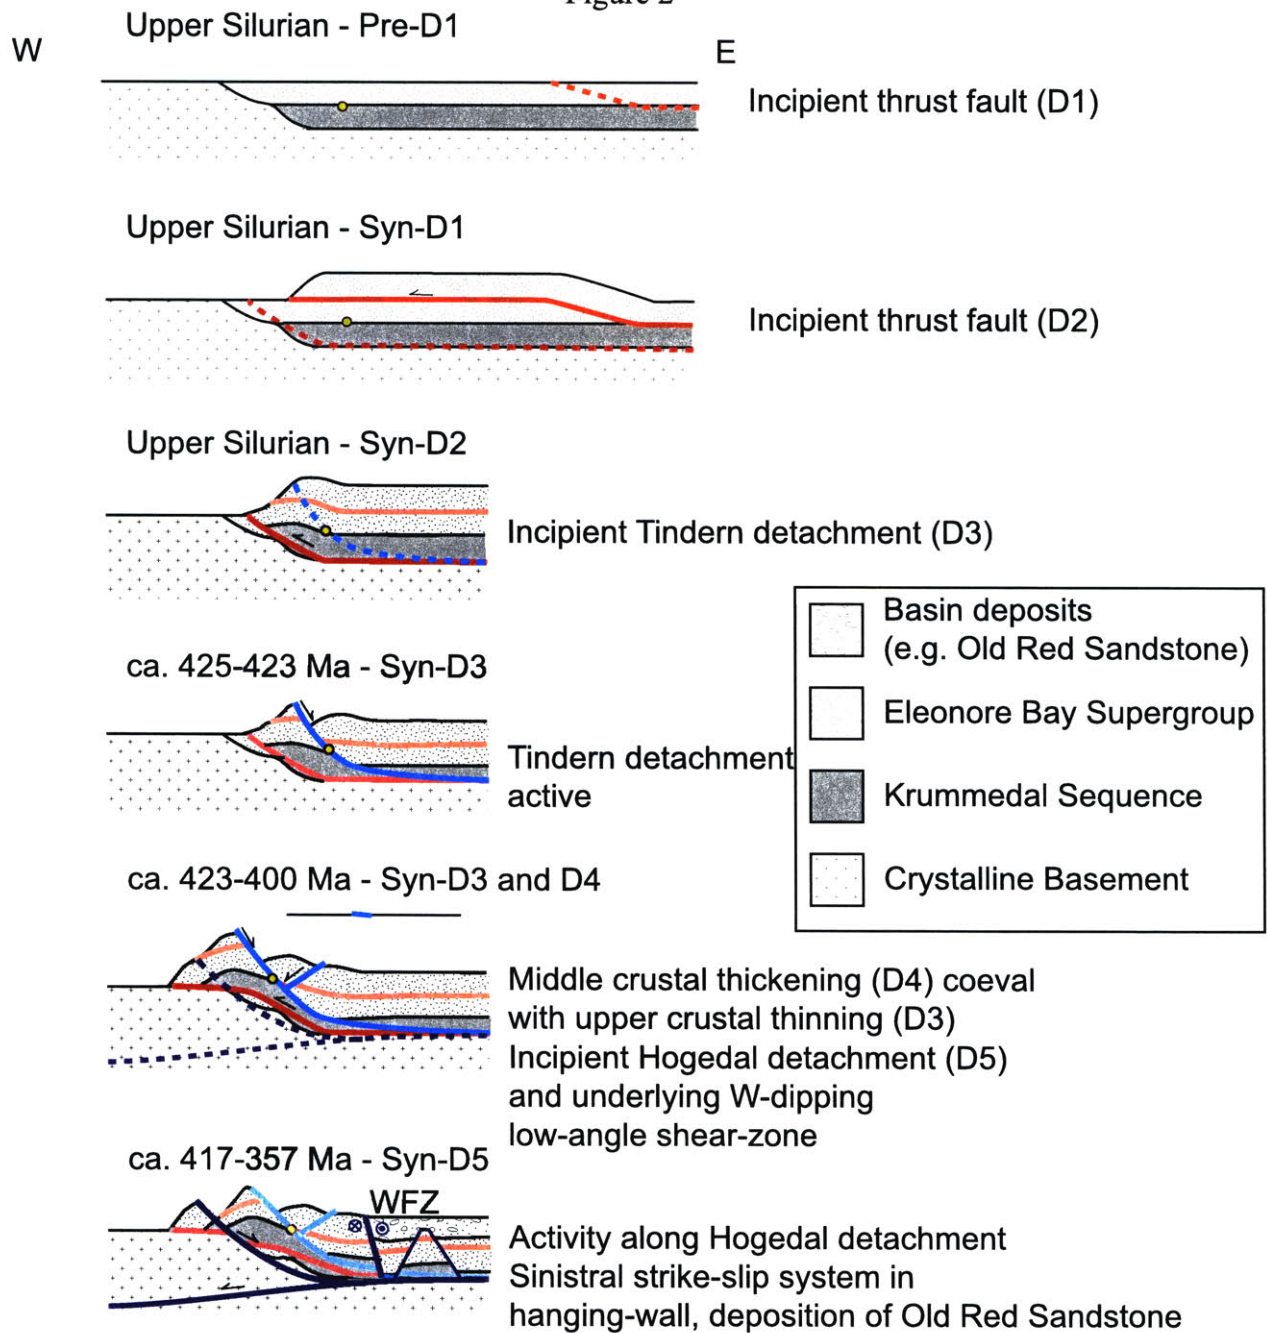 Figure 2
Upper Silurian - Pre-D1
W
E
Incipient thrust fault (D1)
Upper Silurian - Syn-D1
Incipient thrust fault (D2)
Upper Silurian - Syn-D2
Incipient Tindern detachment (D3)
Basin deposits
(e.g. Old Red Sandstone)
Eleonore Bay Supergroup
Krummedal Sequence
Crystalline Basement
ca. 425-423 Ma - Syn-D3
Tindern detachment
active
ca. 423-400 Ma - Syn-D3 and D4
Middle crustal thickening (D4) coeval
with upper crustal thinning (D3)
Incipient Hogedal detachment (D5)
and underlying W-dipping
low-angle shear-zone
ca. 417-357 Ma - Syn-D5
WFZ
Activity along Hogedal detachment
Sinistral strike-slip system in
hanging-wall, deposition of Old Red Sandstone